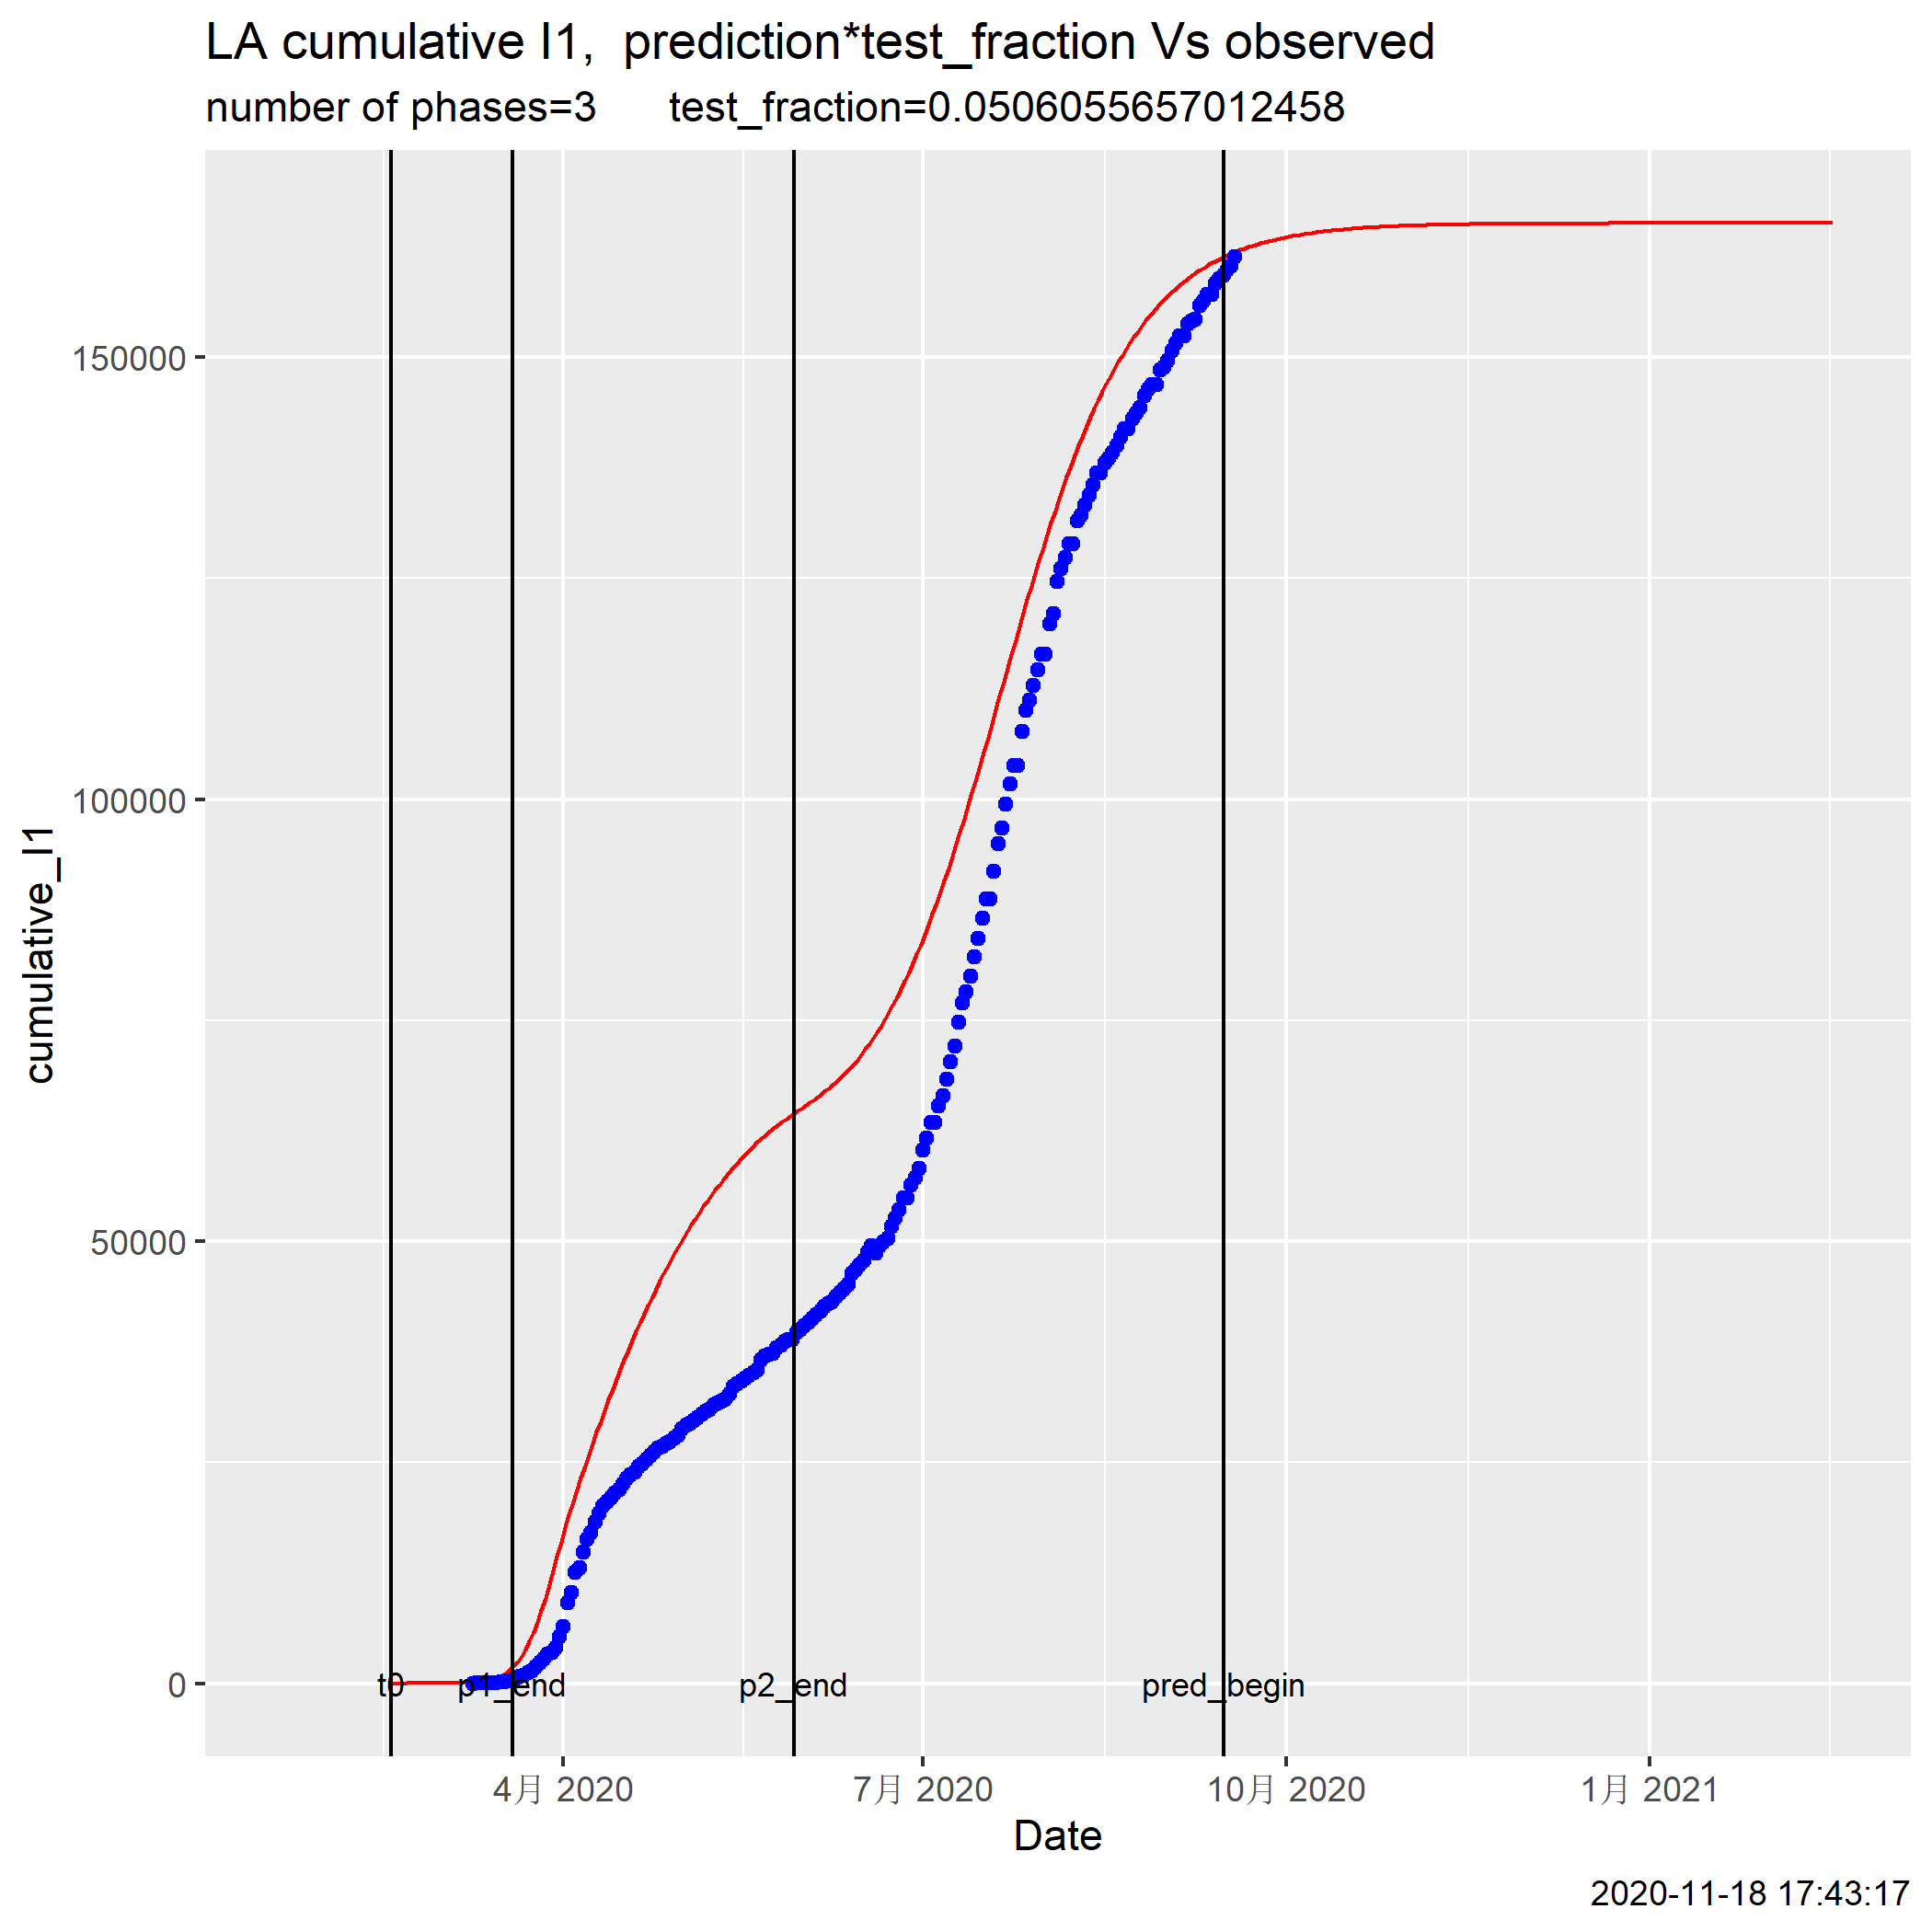 LA cumulative I1,  prediction*test_fraction Vs observed
number of phases=3      test_fraction=0.0506055657012458
cumulative_I1
150000
100000
50000
0
t0
p1_end
p2_end
pred_begin
4月 2020
7月 2020
10月 2020
1月 2021
Date
2020-11-18 17:43:17